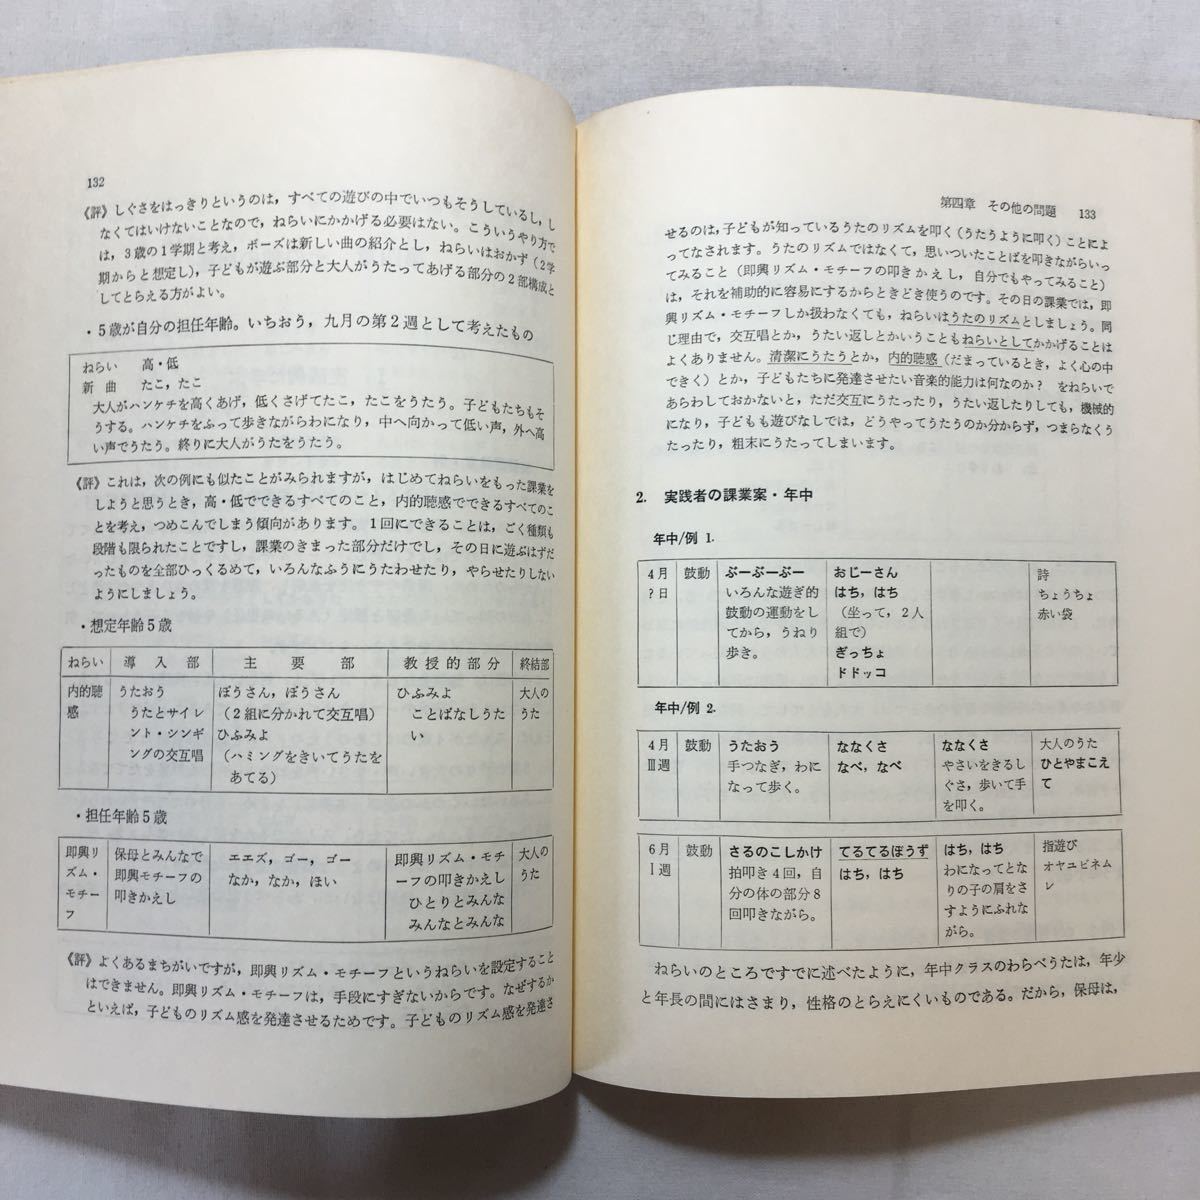 132
《評》しぐさをはっきりというのは，すべての遊びの中でいつもそうしているし，し
なくてはいけないことなので，ねらいにかかげる必要はない。こういうやり方で
は，3歳の1学期と考え，ポーズは新しい曲の紹介とし，ねらいはおかず（2学
期からと想定し），子どもが遊ぶ部分と大人がうたってあげる部分の2部構成と
してとらえる方がよい。
・5歳が自分の担任年齢。いちおう，九月の第2週として考えたもの
ねらい 高・低
新曲 たこ，たこ
大人がハンケチを高くあげ，低くさげてたこ，たこをうたう。子どもたちもそ
うする。ハンケチをふって歩きながらわになり，中へ向かって低い声，外へ高
い声でうたう。終りに大人がうたをうたう。
《評》これは，次の例にも似たことがみられますが，はじめてねらいをもった課業を
しようと思うとき，高・低でできるすべてのこと，内的聴感でできるすべてのこ
とを考え，つめこんでしまう傾向があります。1回にできることは，ごく種類も
段階も限られたことですし，課業のきまった部分だけでし，その日に遊ぶはずだ
ったものを全部ひっくるめて，いろんなふうにうたわせたり，やらせたりしない
ようにしましょう。
・想定年齢5歳
ねらい 導入部 主要部 教授的部分 終結部
内的聴 うたおう ぼうさん，ぼうさん ひふみよ 大人の
感 うたとサイレ （2組に分かれて交互唱） ことばなしうた うた
ント・シンギ ひふみよ い
ングの交互唱 （ハミングをきいてうたを
あてる）
・担任年齢5歳
即興リ 保母とみんなで エエズ，ゴー，ゴー 即興リズム・モチ 大人の
ズム・ 即興モチーフの なか，なか，ほい ーフの叩きかえし うた
モチー 叩きかえし ひとりとみんな
フ みんなとみんな
《評》よくあるまちがいですが，即興リズム・モチーフというねらいを設定すること
はできません。即興リズム・モチーフは，手段にすぎないからです。なぜするか
といえば，子どものリズム感を発達させるためです。子どものリズム感を発達さ
第四章 その他の問題 133
せるのは，子どもが知っているうたのリズムを叩く（うたうように叩く）ことによ
ってなされます。うたのリズムではなくて，思いついたことばを叩きながらいっ
てみること（即興リズム・モチーフの叩きかえし，自分でもやってみること）
は，それを補助的に容易にするからときどき使うのです。その日の課業では，即
興リズム・モチーフしか扱わなくても，ねらいはうたのリズムとしましょう。同
じ理由で，交互唱とか，うたい返しとかいうこともねらいとしてかかげることは
よくありません。清潔にうたうとか，内的聴感（だまっているとき，よく心の中
できく）とか，子どもたちに発達させたい音楽的能力は何なのか？ をねらいで
あらわしておかないと，ただ交互にうたったり，うたい返したりしても，機械的
になり，子どもも遊びなしでは，どうやってうたうのか分からず，つまらなくう
たったり，粗末にうたってしまいます。
2. 実践者の課業案・年中
年中/例 1.
4月 鼓動 ぶーぶーぶー おじーさん 詩
？日 いろんな遊ぎ的 はち，はち ちょうちょ
鼓動の運動をし （坐って，2人 赤い袋
てから，うねり 組で）
歩き。 ぎっちょ
ドドッコ
年中/例 2.
4月 鼓動 うたおう ななくさ ななくさ 大人のうた
Ⅲ週 手つなぎ，わに なべ，なべ やさいをきるし ひとやまこえ
なって歩く。 ぐさ，歩いて手 て
を叩く。
6月 鼓動 さるのこしかけ てるてるぼうず はち，はち 指遊び
Ⅰ週 拍叩き4回，自 はち，はち わになってとな オヤユビネム
分の体の部分8 りの子の肩をさ レ
回叩きながら。 すようにふれな
がら。
ねらいのところですでに述べたように，年中クラスのわらべうたは，年少
と年長の間にはさまり，性格のとらえにくいものである。だから，保母は，